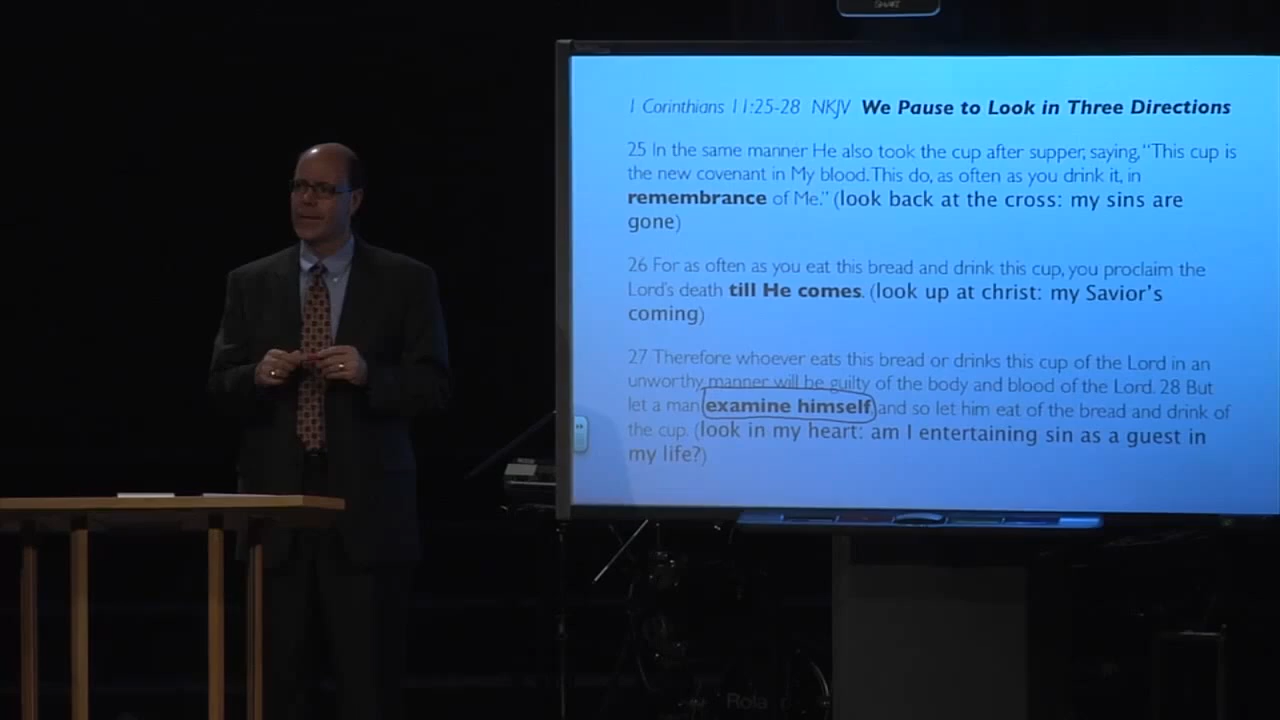 SMART
1 Corinthians 11:25-28 NKJV We Pause to Look in Three Directions
25 In the same manner He also took the cup after supper, saying, "This cup is
the new covenant in My blood. This do, as often as you drink it, in
remembrance of Me." (look back at the cross: my sins are
gone)
26 For as often as you eat this bread and drink this cup, you proclaim the
Lord's death till He comes. (look up at christ: my Savior's
coming)
27 Therefore whoever eats this bread or drinks this cup of the Lord in an
unworthy manner will be guilty of the body and blood of the Lord. 28 But
let a man examine himself, and so let him eat of the bread and drink of
the cup. (look in my heart: am I entertaining sin as a guest in
my life?)
Rola